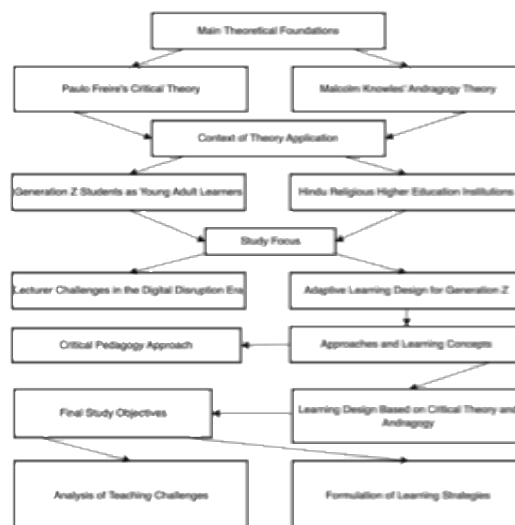 Main Theoretical Foundations
Paulo Freire's Critical Theory
Malcolm Knowles' Andragogy Theory
Context of Theory Application
Generation Z Students as Young Adult Learners
Hindu Religious Higher Education Institutions
Study Focus
Lecturer Challenges in the Digital Disruption Era
Adaptive Learning Design for Generation Z
Critical Pedagogy Approach
Approaches and Learning Concepts
Final Study Objectives
Learning Design Based on Critical Theory and
Andragogy
Analysis of Teaching Challenges
Formulation of Learning Strategies